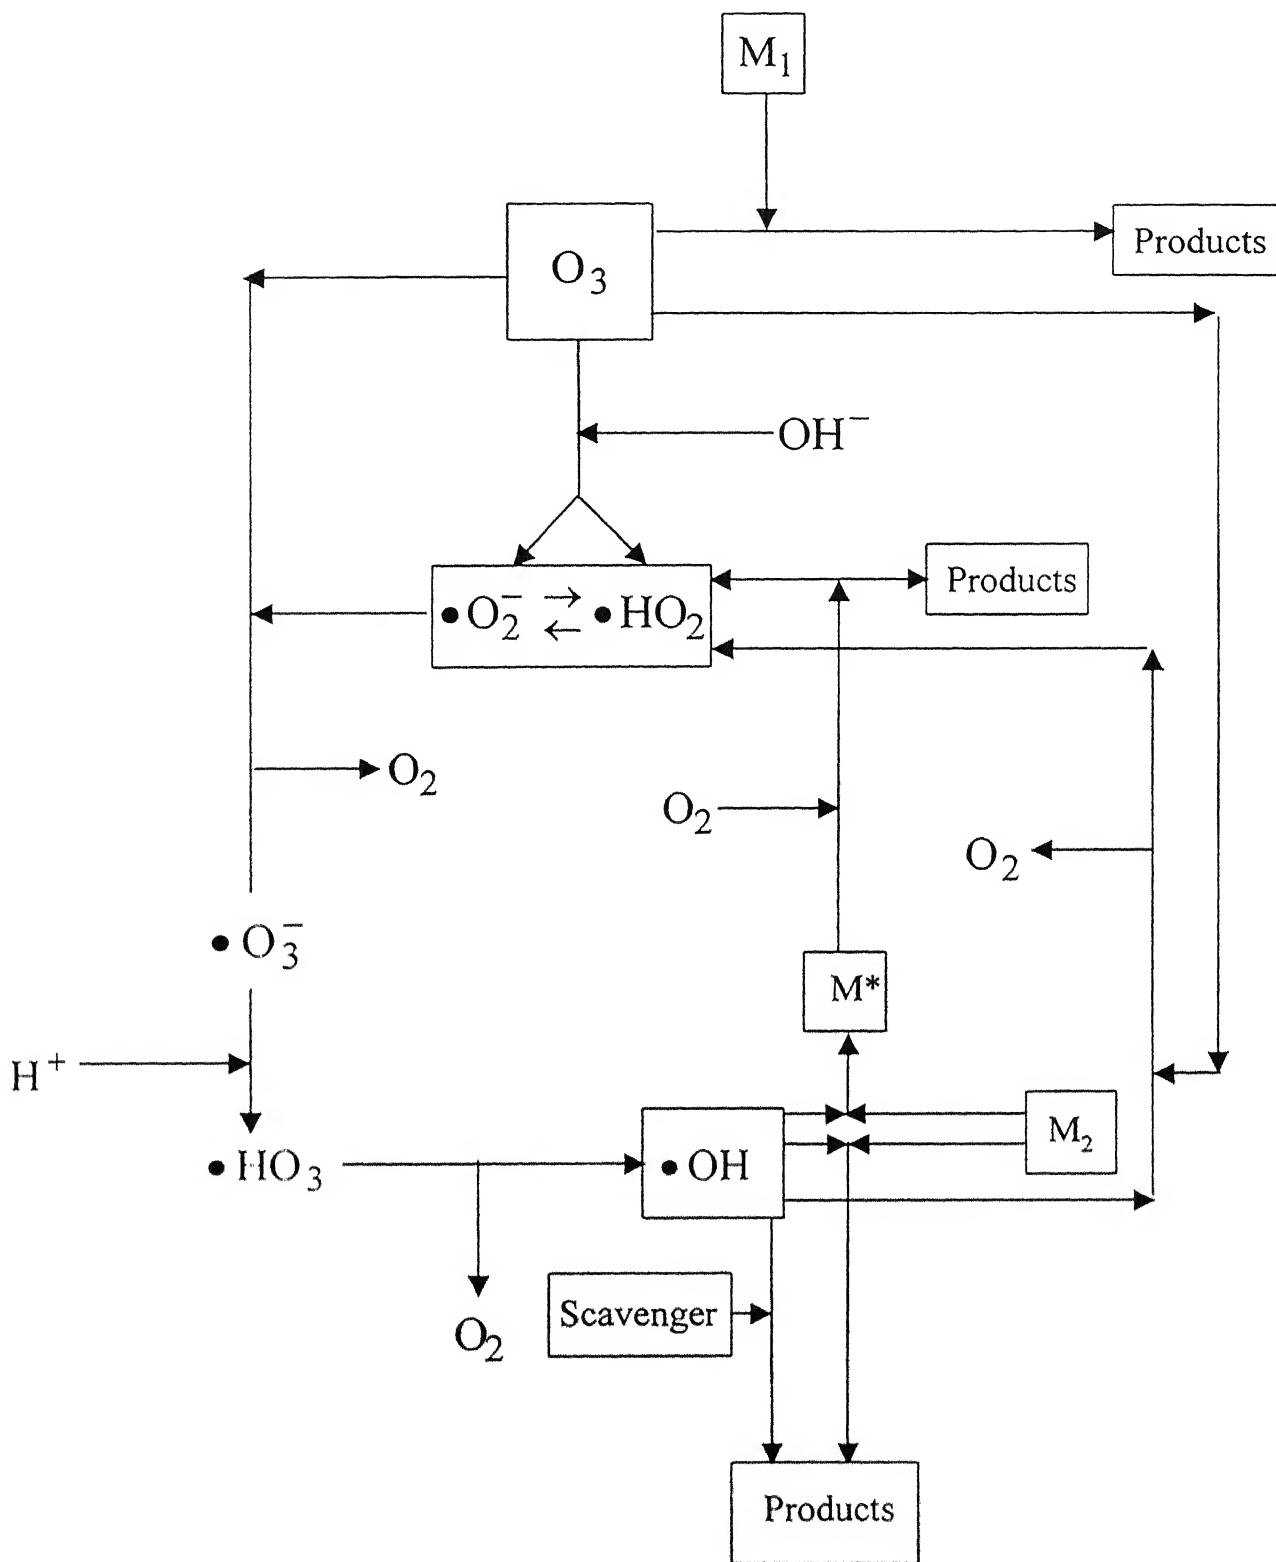 M₁
Products
O₃
OH⁻
•O₂⁻ ⇄ •HO₂
Products
O₂
O₂
O₂
•O₃⁻
M*
H⁺
M₂
•HO₃
•OH
Scavenger
O₂
Products